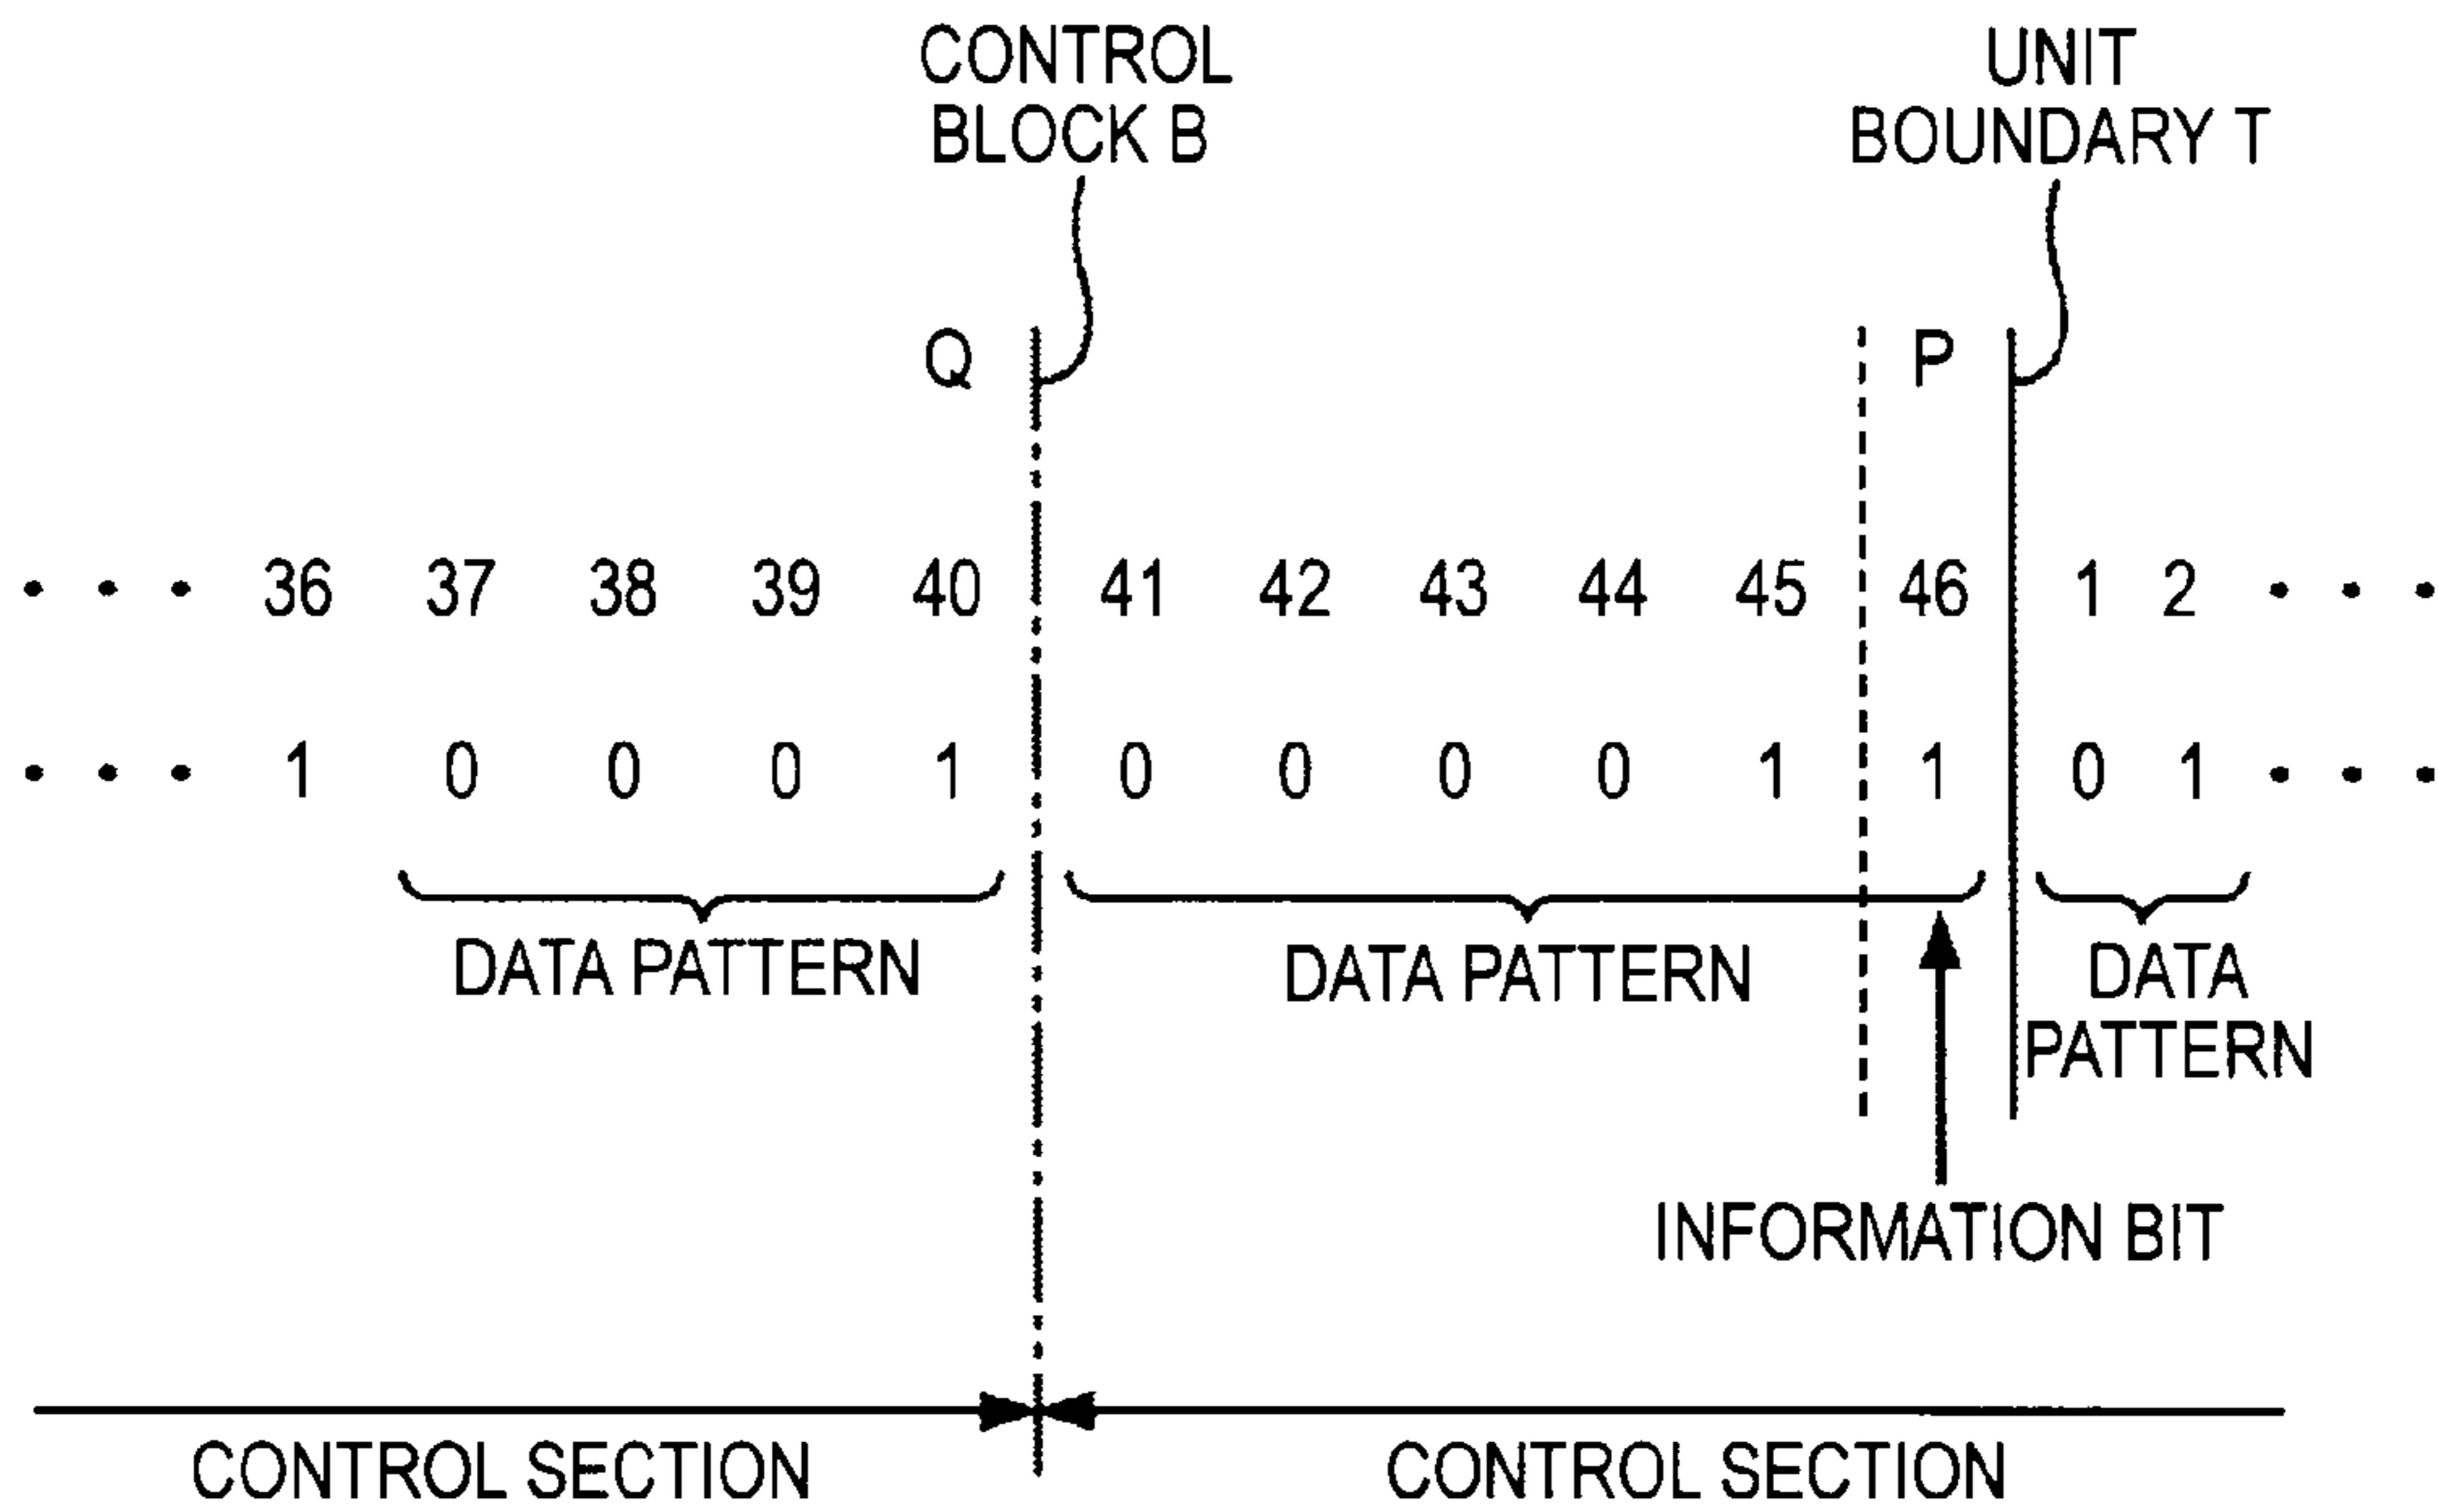 CONTROL
BLOCK B
UNIT
BOUNDARY T
Q
P
• • • 36 37 38 39 40 41 42 43 44 45 46 1 2 • • •
• • • 1 0 0 0 1 0 0 0 0 1 1 0 1 • • •
DATA PATTERN
DATA PATTERN
DATA
PATTERN
INFORMATION BIT
CONTROL SECTION
CONTROL SECTION